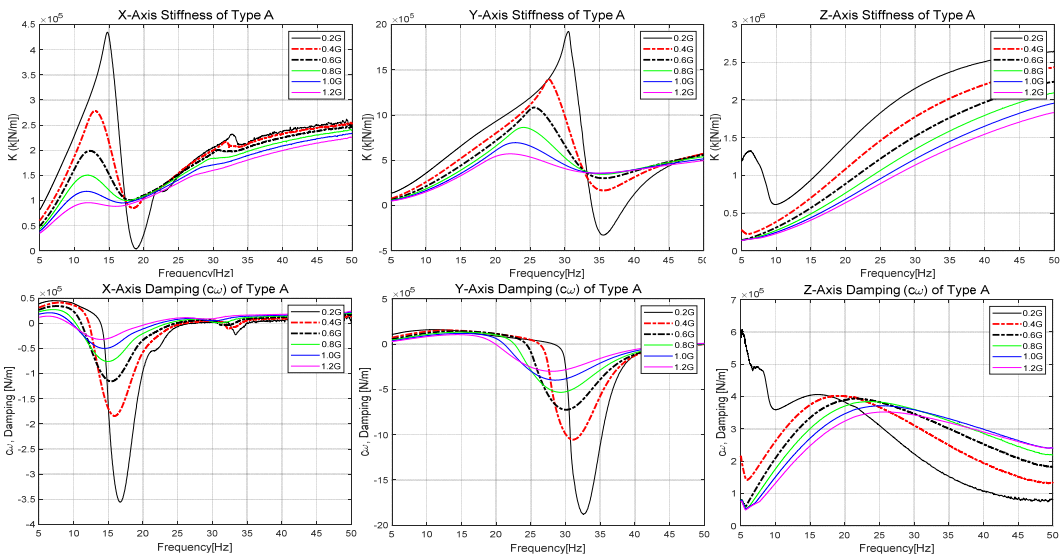 X-Axis Stiffness of Type A
×10⁵
4.5
4
3.5
3
2.5
2
1.5
1
0.5
0
K (k[N/m]
0.2G
0.4G
0.6G
0.8G
1.0G
1.2G
5 10 15 20 25 30 35 40 45 50
Frequency[Hz]
Y-Axis Stiffness of Type A
×10⁵
20
15
10
5
0
-5
K (k[N/m]
0.2G
0.4G
0.6G
0.8G
1.0G
1.2G
5 10 15 20 25 30 35 40 45 50
Frequency[Hz]
Z-Axis Stiffness of Type A
×10⁶
3
2.5
2
1.5
1
0.5
0
K (k[N/m]
0.2G
0.4G
0.6G
0.8G
1.0G
1.2G
5 10 15 20 25 30 35 40 45 50
Frequency[Hz]
X-Axis Damping (cω) of Type A
×10⁵
0.5
0
-0.5
-1
-1.5
-2
-2.5
-3
-3.5
-4
cω, Damping [N/m]
0.2G
0.4G
0.6G
0.8G
1.0G
1.2G
5 10 15 20 25 30 35 40 45 50
Frequency[Hz]
Y-Axis Damping (cω) of Type A
×10⁵
5
0
-5
-10
-15
20
cω, Damping [N/m]
0.2G
0.4G
0.6G
0.8G
1.0G
1.2G
5 10 15 20 25 30 35 40 45 50
Frequency[Hz]
Z-Axis Damping (cω) of Type A
×10⁵
7
6
5
4
3
2
1
0
cω, Damping [N/m]
0.2G
0.4G
0.6G
0.8G
1.0G
1.2G
5 10 15 20 25 30 35 40 45 50
Frequency[Hz]